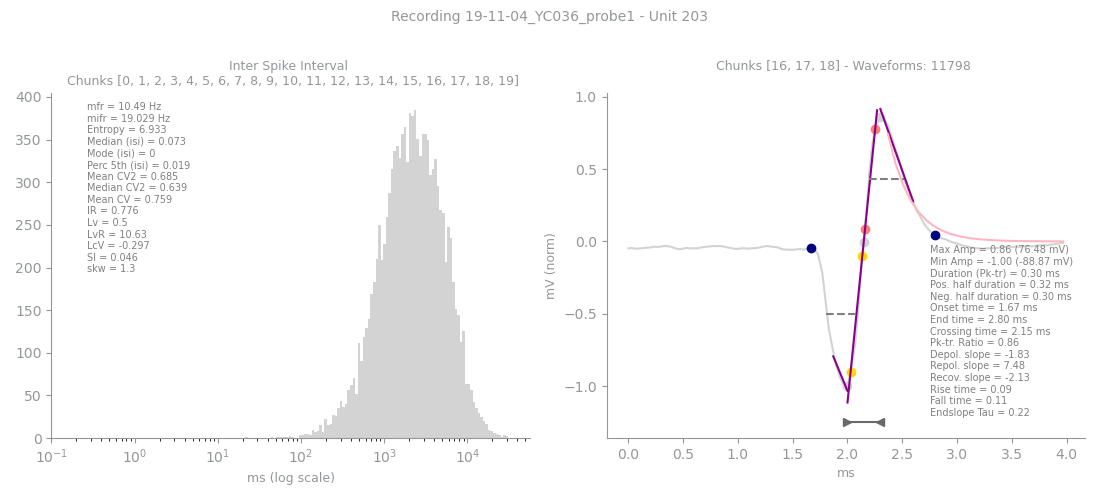 Recording 19-11-04_YC036_probe1 - Unit 203
Inter Spike Interval
Chunks [0, 1, 2, 3, 4, 5, 6, 7, 8, 9, 10, 11, 12, 13, 14, 15, 16, 17, 18, 19]
400
350
300
250
200
150
100
50
0
mfr = 10.49 Hz
mifr = 19.029 Hz
Entropy = 6.933
Median (isi) = 0.073
Mode (isi) = 0
Perc 5th (isi) = 0.019
Mean CV2 = 0.685
Median CV2 = 0.639
Mean CV = 0.759
IR = 0.776
Lv = 0.5
LvR = 10.63
LcV = -0.297
SI = 0.046
skw = 1.3
10⁻¹ 10⁰ 10¹ 10² 10³ 10⁴
ms (log scale)
Chunks [16, 17, 18] - Waveforms: 11798
mV (norm)
1.0
0.5
0.0
−0.5
−1.0
Max Amp = 0.86 (76.48 mV)
Min Amp = -1.00 (-88.87 mV)
Duration (Pk-tr) = 0.30 ms
Pos. half duration = 0.32 ms
Neg. half duration = 0.30 ms
Onset time = 1.67 ms
End time = 2.80 ms
Crossing time = 2.15 ms
Pk-tr. Ratio = 0.86
Depol. slope = -1.83
Repol. slope = 7.48
Recov. slope = -2.13
Rise time = 0.09
Fall time = 0.11
Endslope Tau = 0.22
0.0 0.5 1.0 1.5 2.0 2.5 3.0 3.5 4.0
ms